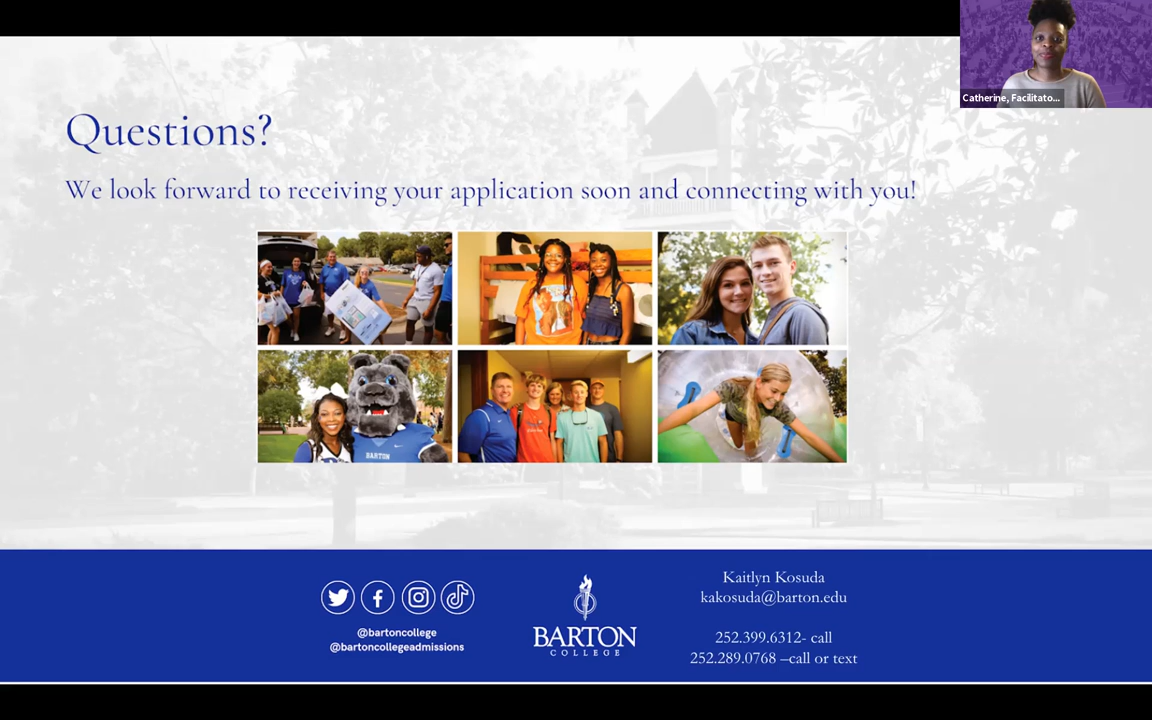 Catherine, Facilitato...
Questions?
We look forward to receiving your application soon and connecting with you!
BARTON
@bartoncollege
@bartoncollegeadmissions
BARTON
COLLEGE
Kaitlyn Kosuda
kakosuda@barton.edu
252.399.6312- call
252.289.0768 –call or text